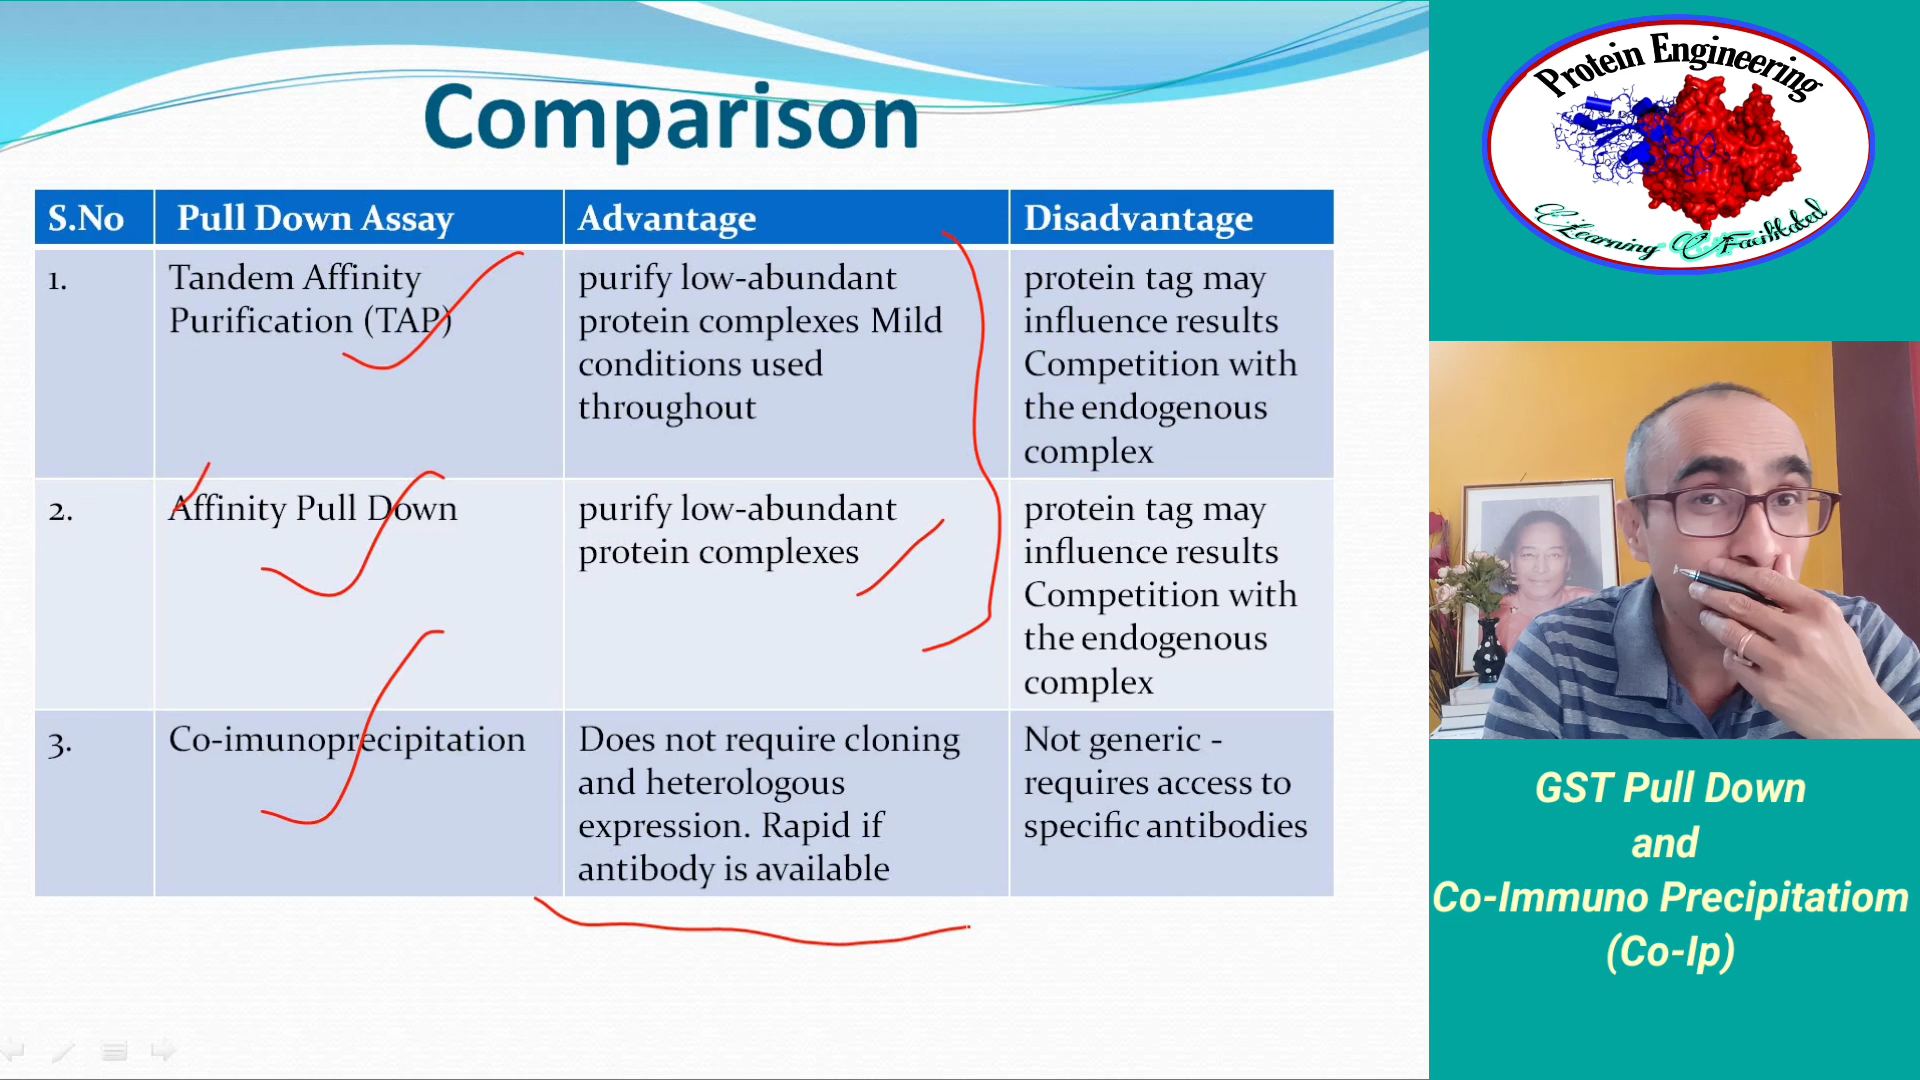 Comparison
S.No Pull Down Assay Advantage Disadvantage
1. Tandem Affinity
Purification (TAP)
purify low-abundant
protein complexes Mild
conditions used
throughout
protein tag may
influence results
Competition with
the endogenous
complex
2. Affinity Pull Down
purify low-abundant
protein complexes
protein tag may
influence results
Competition with
the endogenous
complex
3. Co-imunoprecipitation
Does not require cloning
and heterologous
expression. Rapid if
antibody is available
Not generic -
requires access to
specific antibodies
Protein Engineering
Learning Facilitated
GST Pull Down
and
Co-Immuno Precipitatiom
(Co-Ip)